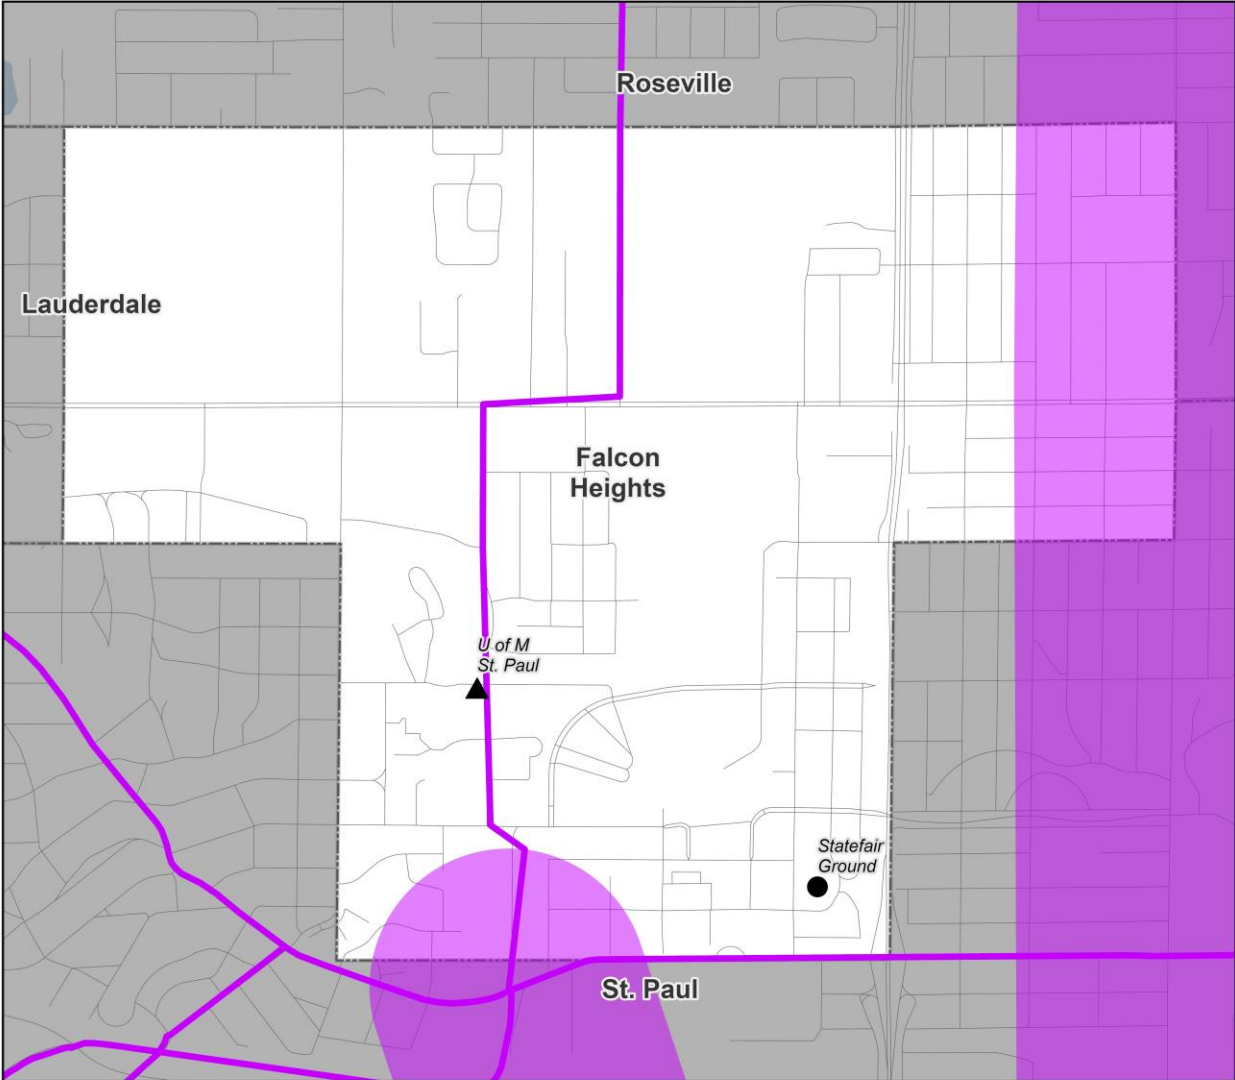 Roseville
Lauderdale
Falcon
Heights
U of M
St. Paul
Statefair
Ground
St. Paul